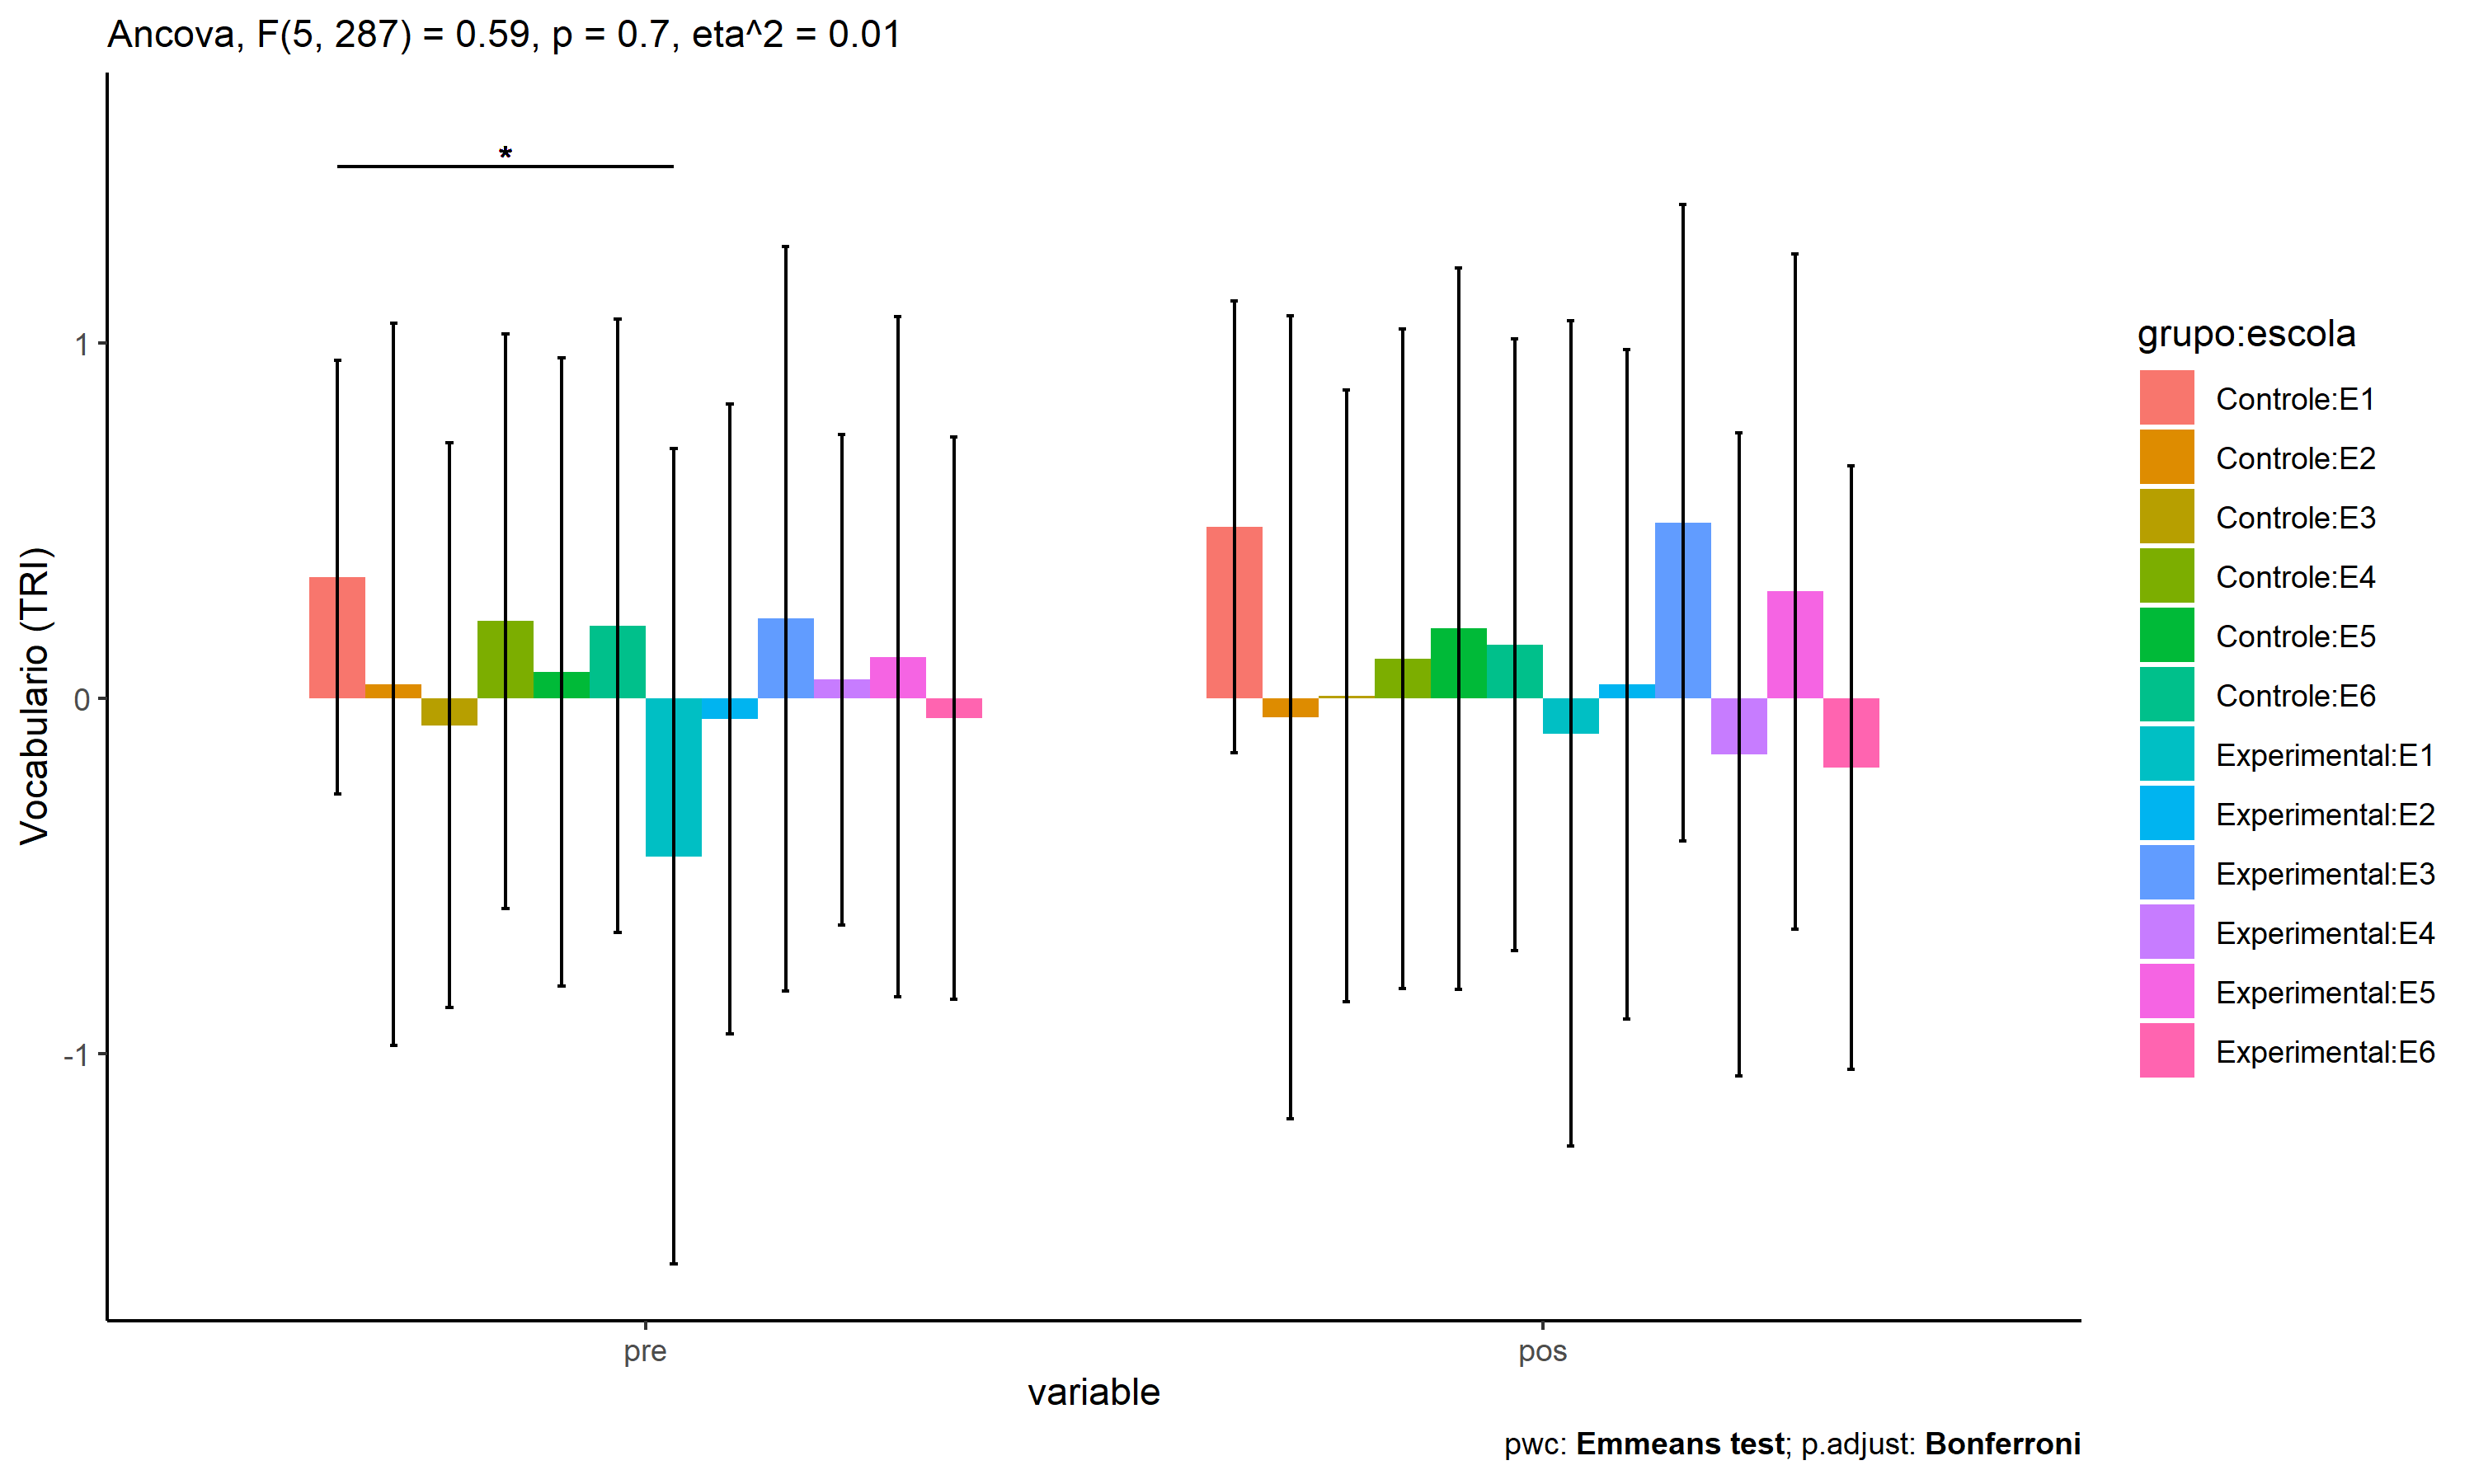 Ancova, F(5, 287) = 0.59, p = 0.7, eta^2 = 0.01
*
1
0
-1
Vocabulario (TRI)
pre
pos
variable
grupo:escola
Controle:E1
Controle:E2
Controle:E3
Controle:E4
Controle:E5
Controle:E6
Experimental:E1
Experimental:E2
Experimental:E3
Experimental:E4
Experimental:E5
Experimental:E6
pwc: Emmeans test; p.adjust: Bonferroni